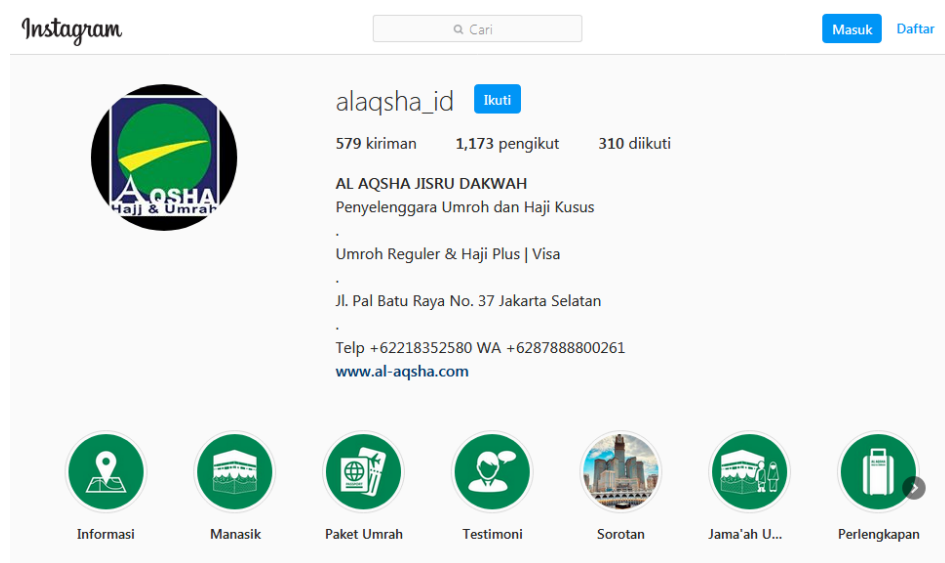 Instagram
Cari
Masuk
Daftar
alaqsha_id
Ikuti
579 kiriman
1,173 pengikut
310 diikuti
AQSHA
Hajj & Umrah
AL AQSHA JISRU DAKWAH
Penyelenggara Umroh dan Haji Kusus
.
Umroh Reguler & Haji Plus | Visa
.
Jl. Pal Batu Raya No. 37 Jakarta Selatan
.
Telp +62218352580 WA +6287888800261
www.al-aqsha.com
Informasi
Manasik
Paket Umrah
Testimoni
Sorotan
Jama'ah U...
Perlengkapan